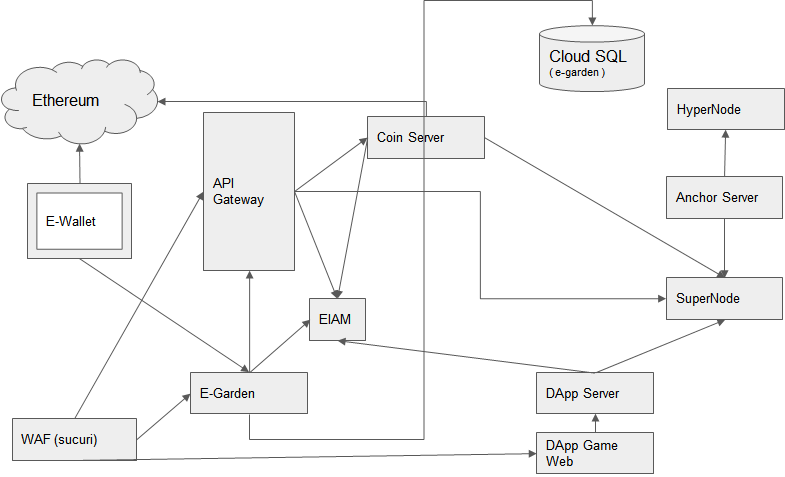 Cloud SQL
( e-garden )
Ethereum
HyperNode
Coin Server
API
Gateway
Anchor Server
E-Wallet
SuperNode
EIAM
E-Garden
DApp Server
WAF (sucuri)
DApp Game
Web